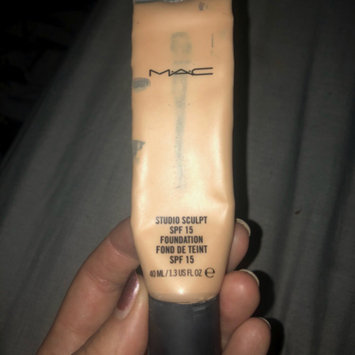 MAC
STUDIO SCULPT
SPF 15
FOUNDATION
FOND DE TEINT
SPF 15
40 ML / 1.3 US FL OZ ℮